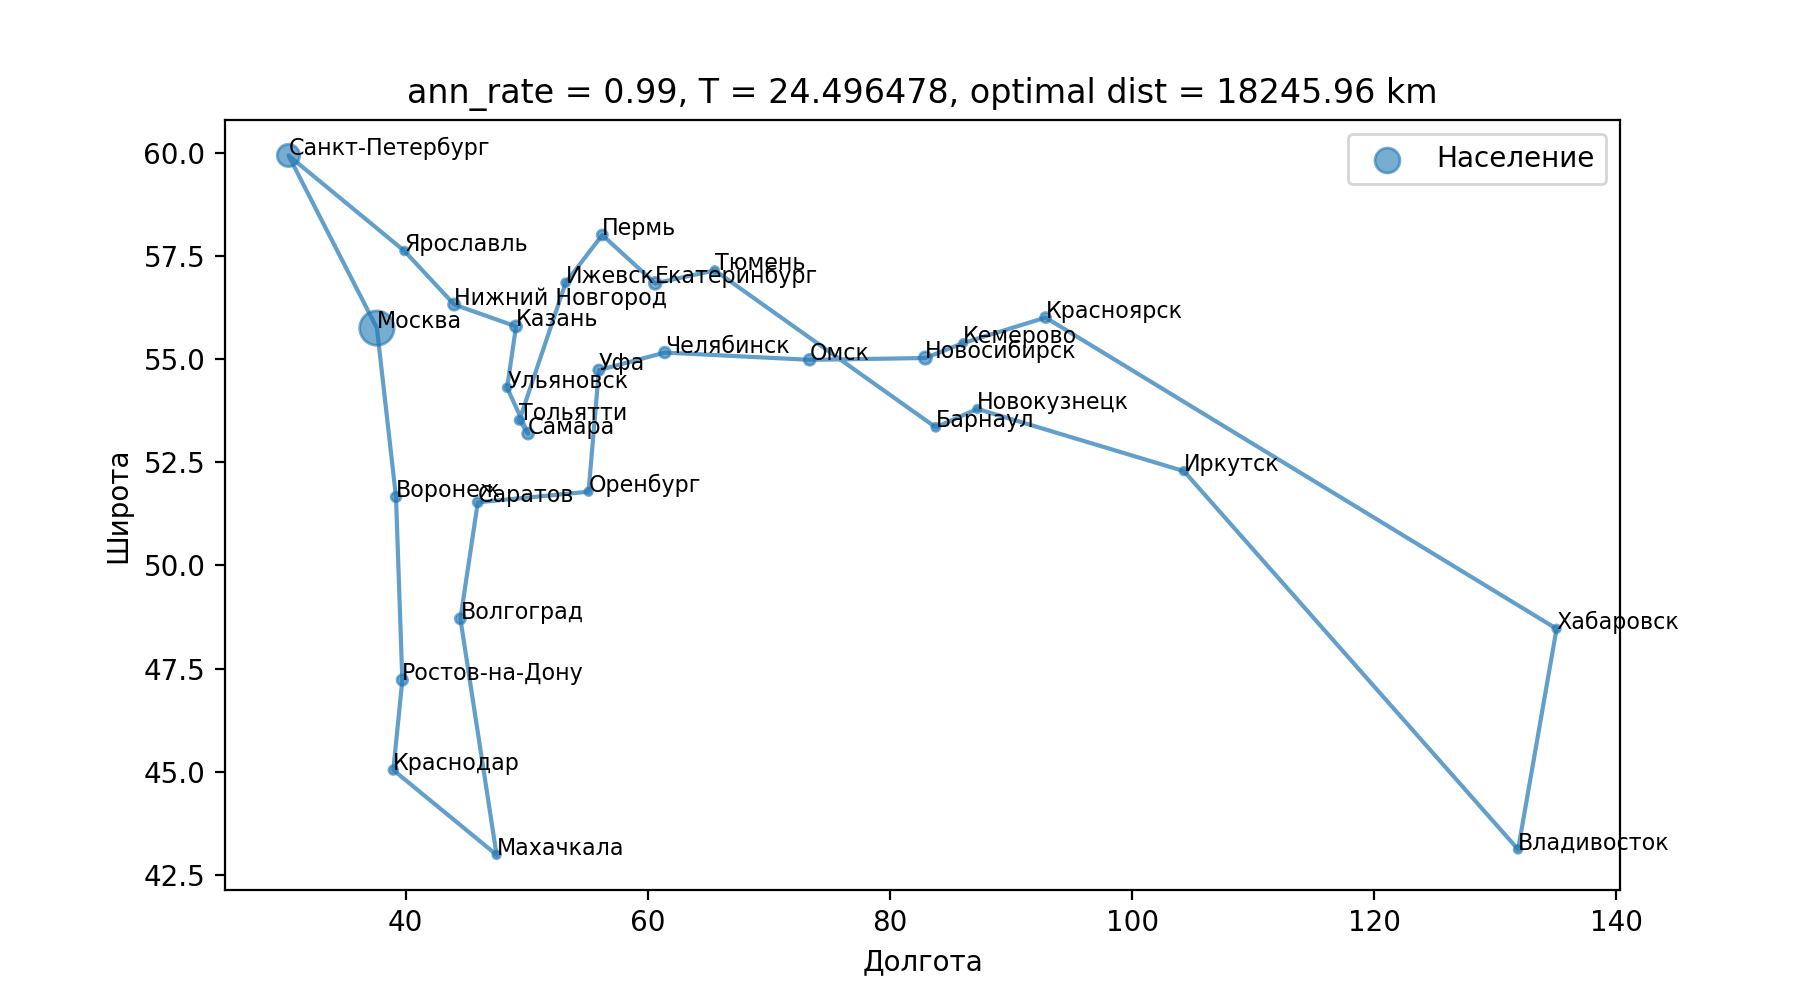 ann_rate = 0.99, T = 24.496478, optimal dist = 18245.96 km
Население
60.0
57.5
55.0
52.5
50.0
47.5
45.0
42.5
Широта
Санкт-Петербург
Ярославль
Пермь
Тюмень
Ижевск
Екатеринбург
Нижний Новгород
Москва
Казань
Красноярск
Кемерово
Челябинск
Омск
Новосибирск
Уфа
Ульяновск
Новокузнецк
Тольятти
Барнаул
Самара
Иркутск
Воронеж
Саратов
Оренбург
Волгоград
Хабаровск
Ростов-на-Дону
Краснодар
Махачкала
Владивосток
40
60
80
100
120
140
Долгота